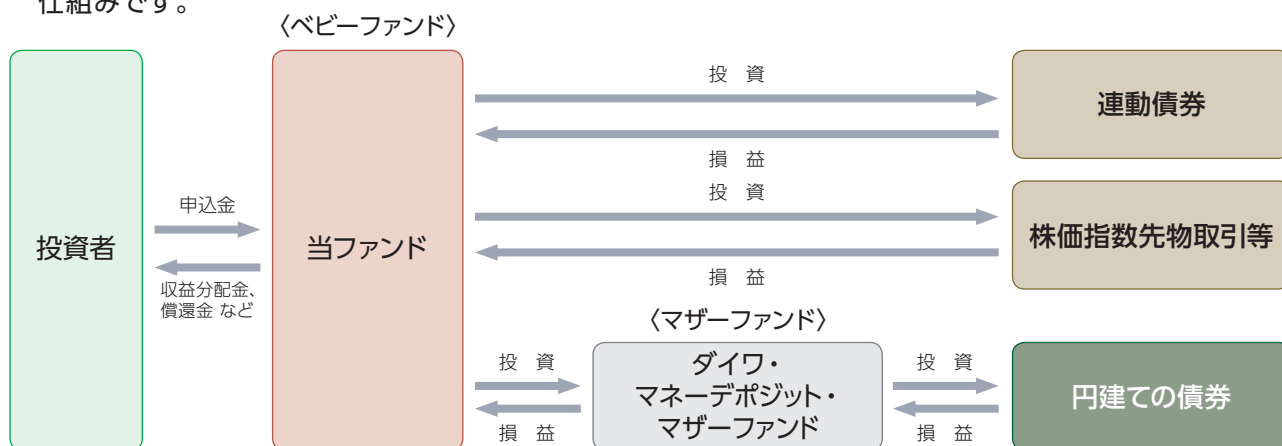 仕組みです。
〈ベビーファンド〉
投資者
申込金
収益分配金、
償還金 など
当ファンド
投 資
損 益
連動債券
投 資
損 益
株価指数先物取引等
〈マザーファンド〉
投 資
損 益
ダイワ・
マネーデポジット・
マザーファンド
投 資
損 益
円建ての債券